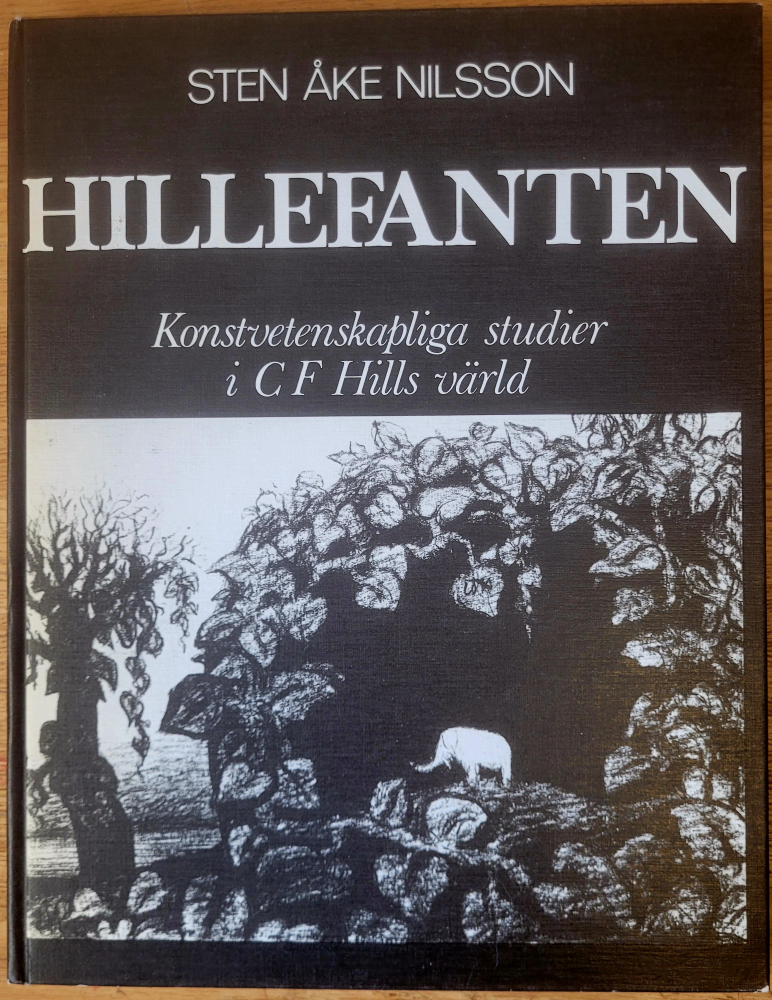 STEN ÅKE NILSSON
HILLEFANTEN
Konstvetenskapliga studier
i C F Hills värld